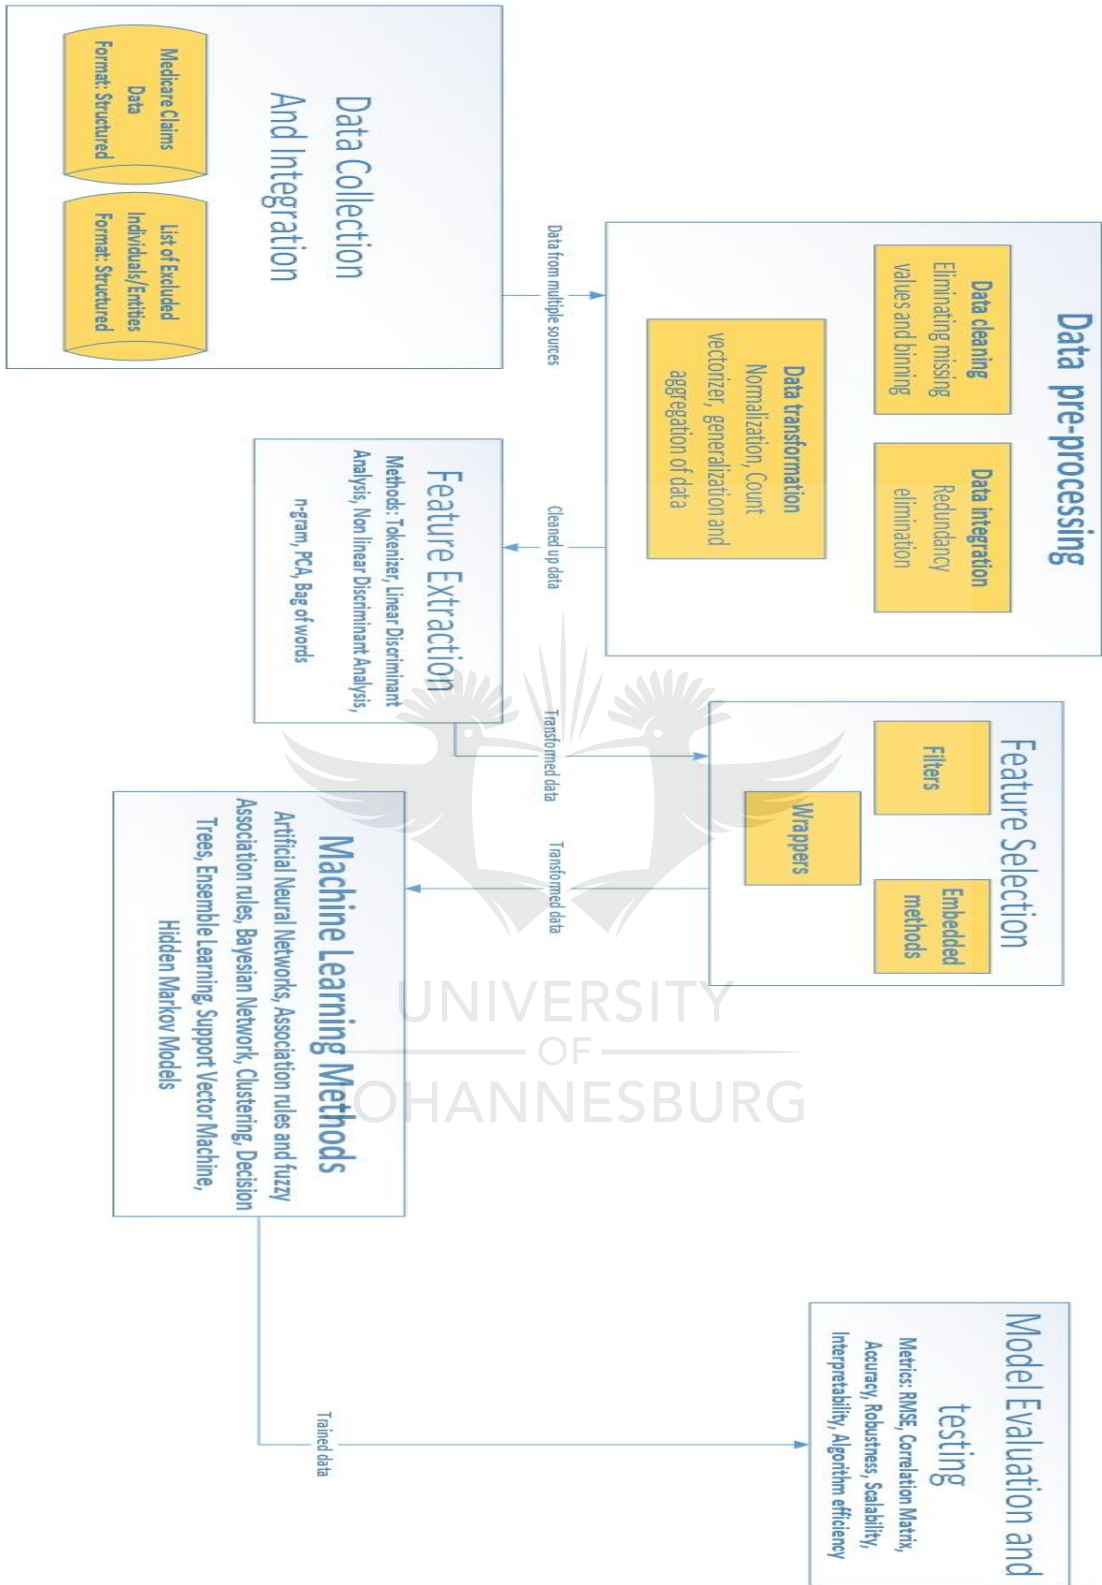 Data Collection
And Integration
Medicare Claims
Data
Format: Structured
List of Excluded
Individuals/Entities
Format: Structured
Data from multiple sources
Data pre-processing
Data cleaning
Eliminating missing
values and binning
Data integration
Redundancy
elimination
Data transformation
Normalization, Count
vectorizer, generalization and
aggregation of data
Cleaned up data
Feature Extraction
Methods: Tokenizer, Linear Discriminant
Analysis, Non linear Discriminant Analysis,
n-gram, PCA, Bag of words
Transformed data
Feature Selection
Filters
Embedded
methods
Wrappers
Transformed data
Machine Learning Methods
Artificial Neural Networks, Association rules and fuzzy
Association rules, Bayesian Network, Clustering, Decision
Trees, Ensemble Learning, Support Vector Machine,
Hidden Markov Models
Trained data
Model Evaluation and
testing
Metrics: RMSE, Correlation Matrix,
Accuracy, Robustness, Scalability,
Interpretability, Algorithm efficiency
UNIVERSITY
OF
JOHANNESBURG